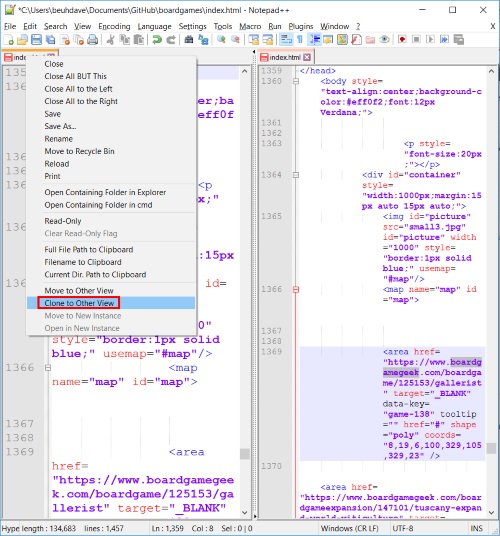 *C:\Users\beuhdave\Documents\GitHub\boardgames\index.html - Notepad++
File Edit Search View Encoding Language Settings Tools Macro Run Plugins Window ? X
index.html
Close
Close All BUT This
Close All to the Left
Close All to the Right
Save
Save As...
Rename
Move to Recycle Bin
Reload
Print
Open Containing Folder in Explorer
Open Containing Folder in cmd
Read-Only
Clear Read-Only Flag
Full File Path to Clipboard
Filename to Clipboard
Current Dir. Path to Clipboard
Move to Other View
Clone to Other View
Move to New Instance
Open in New Instance
1359
er;ba
eff0f
<p
x;"
:15px
id=
00"
style="border:1px solid
blue;" usemap="#map"/>
1366 <map
name="map" id="map">
1367
1368
1369 <area
href=
"https://www.boardgamegee
k.com/boardgame/125153/ga
llerist" target="_BLANK"
index.html
1359 </head>
1360 <body style=
"text-align:center;background-
color:#eff0f2;font:12px
Verdana;">
1361
1362
1363 <p style=
"font-size:20px
;"></p>
1364 <div id="container"
style=
"width:1000px;margin:15
px auto 15px auto;">
1365 <img id="picture"
src="small3.jpg"
id="picture" width
="1000" style=
"border:1px solid
blue;" usemap=
"#map"/>
1366 <map name="map" id
="map">
1367
1368
1369 <area href=
"https://www.board
gamegeek.com/boardga
me/125153/gallerist
" target="_BLANK"
data-key=
"game-138" tooltip
="" href="#" shape
="poly" coords=
"8,19,6,100,329,105
,329,23" />
1370
<area href=
"https://www.boardgamegeek.com/boa
rdgameexpansion/147101/tuscany-exp
Hype length: 134,683 lines: 1,457 Ln: 1,359 Col: 8 Sel: 0 | 0 Windows (CR LF) UTF-8 INS